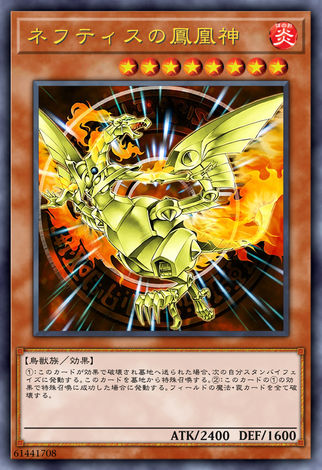 ネフティスの鳳凰神
ほのお
炎
【鳥獣族／効果】
①：このカードが効果で破壊され墓地へ送られた場合、次の自分スタンバイフェ
イズに発動する。このカードを墓地から特殊召喚する。②：このカードの①の効
果で特殊召喚に成功した場合に発動する。フィールドの魔法・罠カードを全て破
壊する。
ATK/2400 DEF/1600
61441708